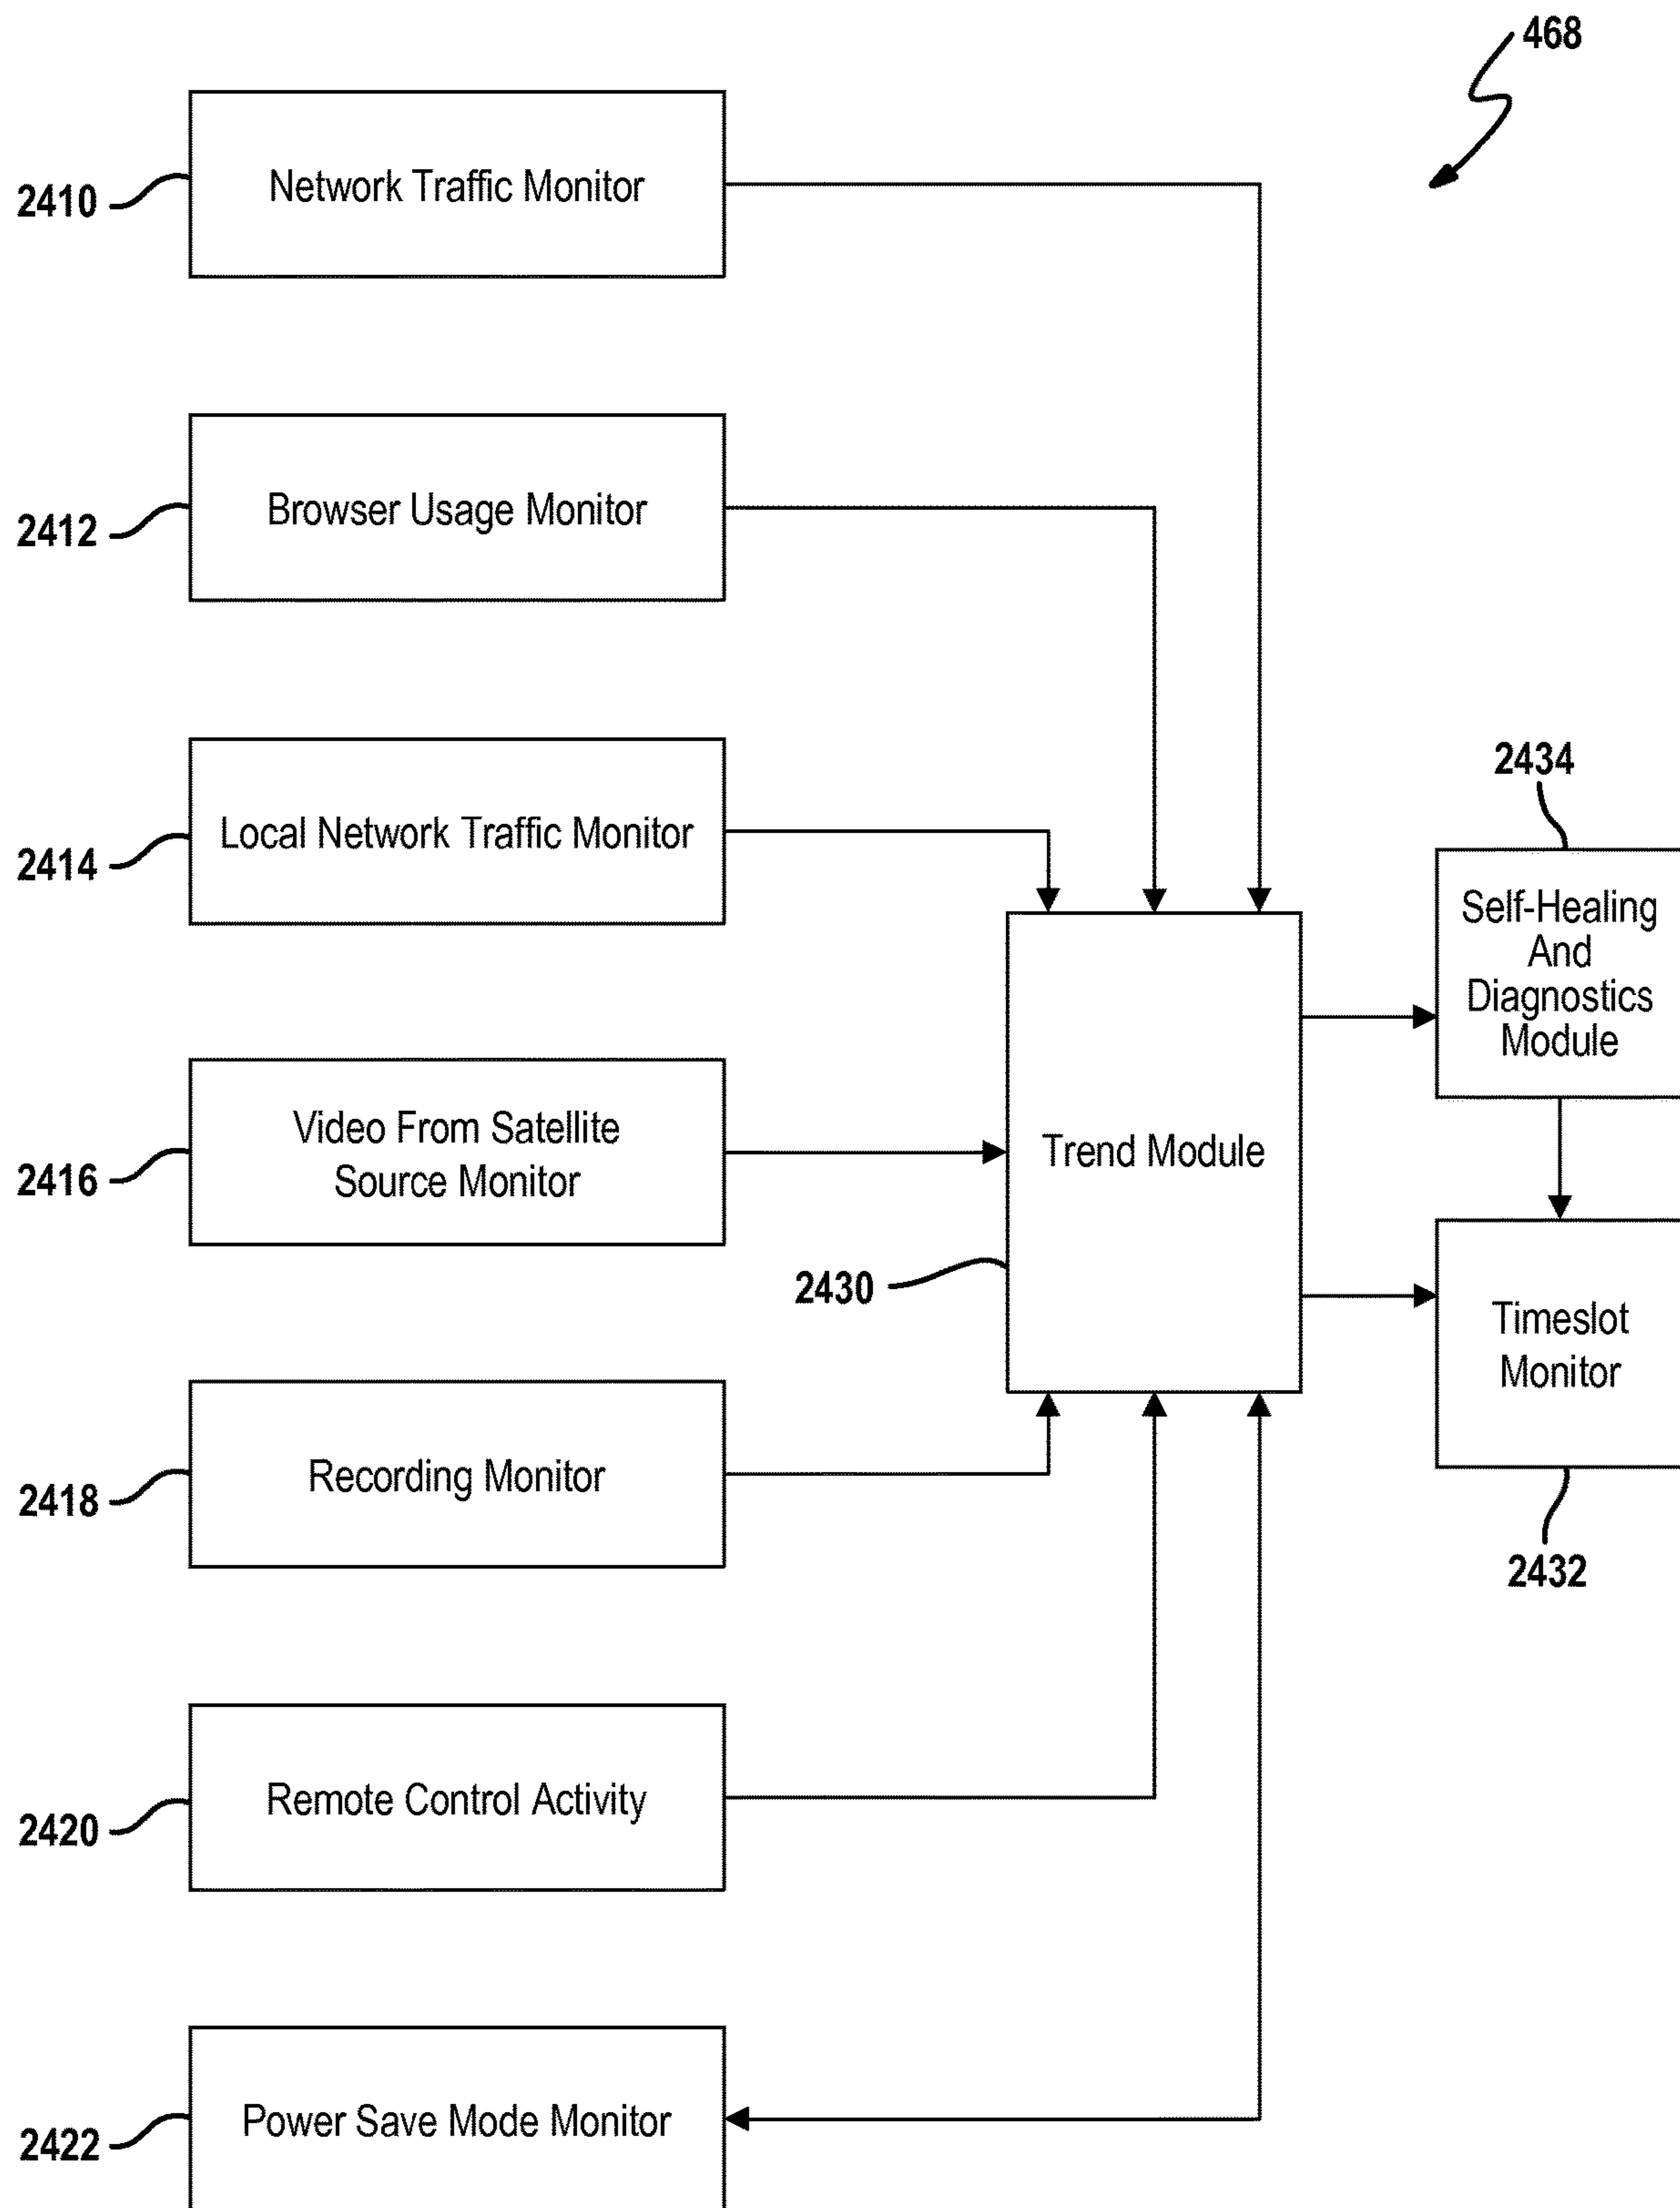 468
2410
Network Traffic Monitor
2412
Browser Usage Monitor
2414
Local Network Traffic Monitor
2434
Self-Healing
And
Diagnostics
Module
2416
Video From Satellite
Source Monitor
Trend Module
2430
Timeslot
Monitor
2418
Recording Monitor
2432
2420
Remote Control Activity
2422
Power Save Mode Monitor